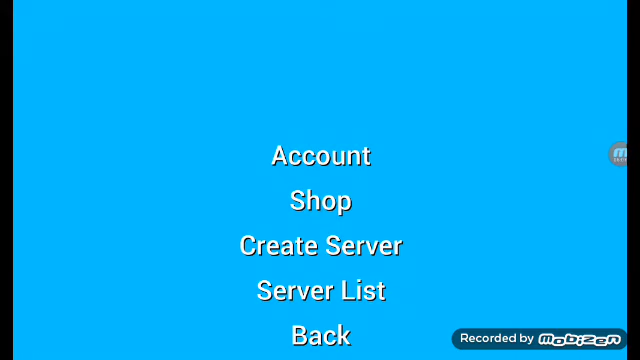 Account
Shop
Create Server
Server List
Back
Recorded by Mobizen